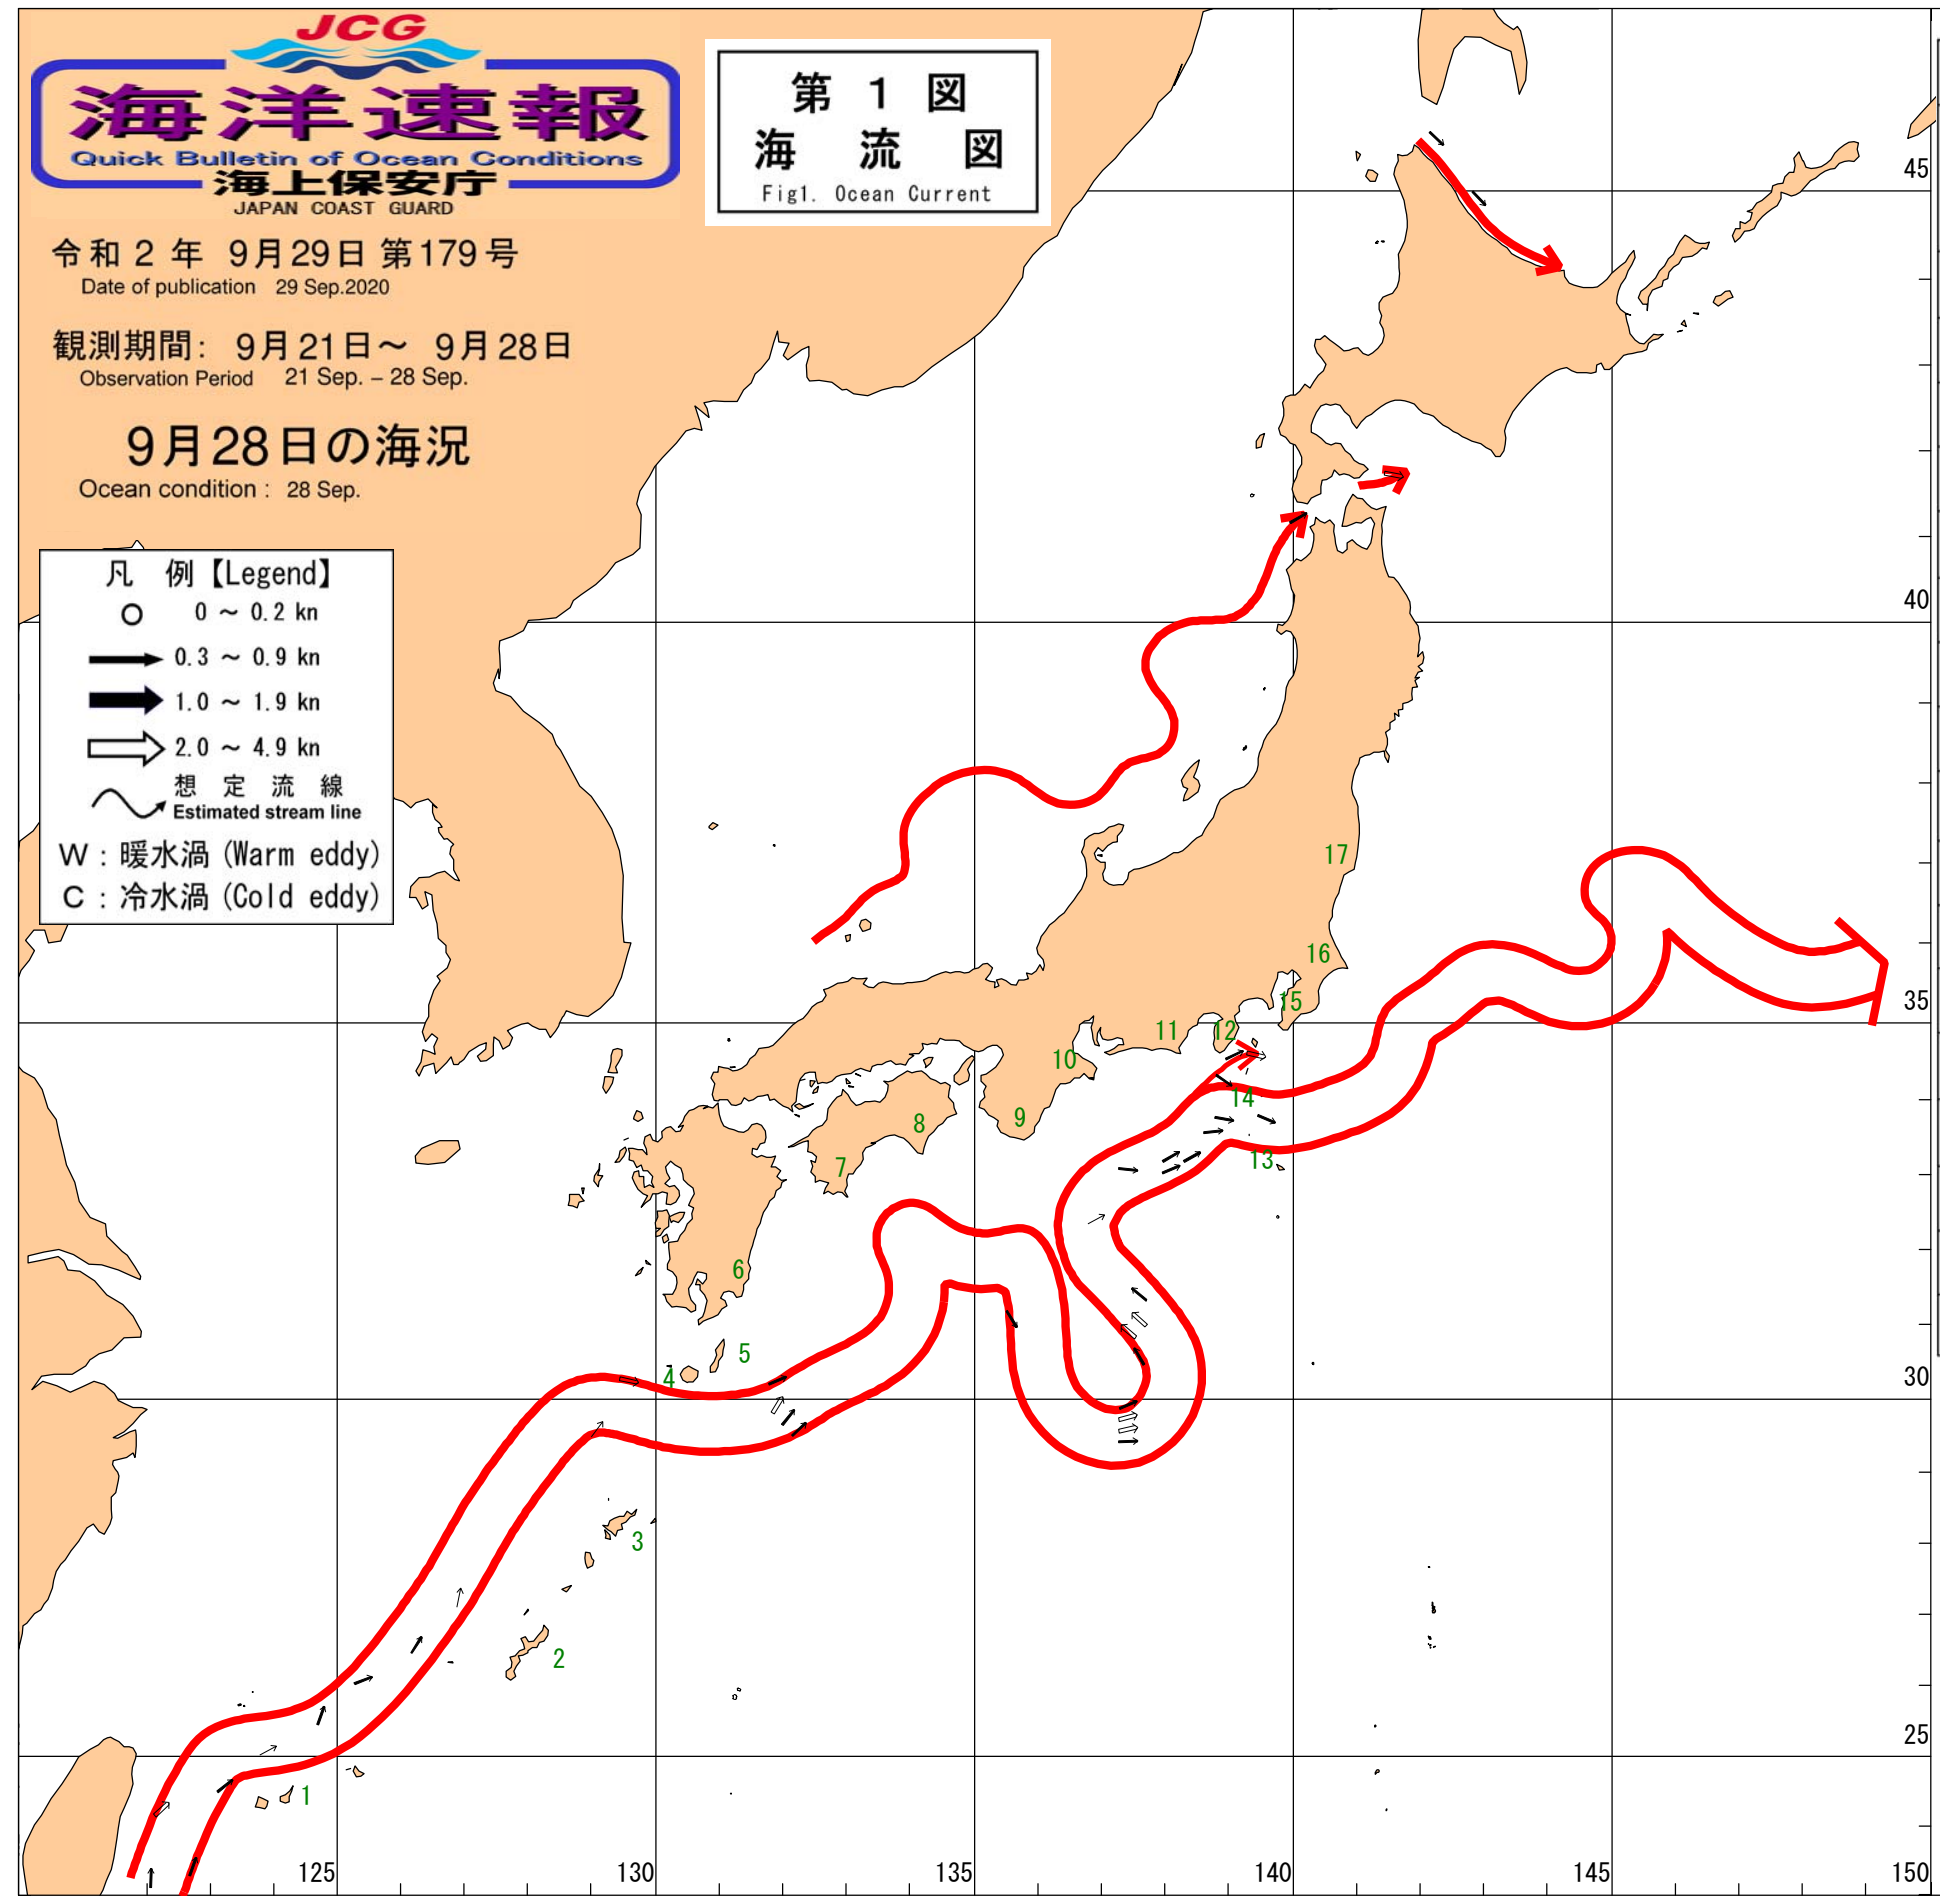 JCG
海洋速報
Quick Bulletin of Ocean Conditions
海上保安庁
JAPAN COAST GUARD
令和 2 年 9月29日 第179号
Date of publication 29 Sep.2020
観測期間: 9月21日~ 9月28日
Observation Period 21 Sep. – 28 Sep.
9月28日の海況
Ocean condition : 28 Sep.
第 1 図
海 流 図
Fig1. Ocean Current
凡 例【Legend】
0 ~ 0.2 kn
0.3 ~ 0.9 kn
1.0 ~ 1.9 kn
2.0 ~ 4.9 kn
想 定 流 線
Estimated stream line
W : 暖水渦 (Warm eddy)
C : 冷水渦 (Cold eddy)
45
40
17
16
35
15
12
11
10
14
9
8
13
7
6
5
4
30
3
2
25
1
125
130
135
140
145
150